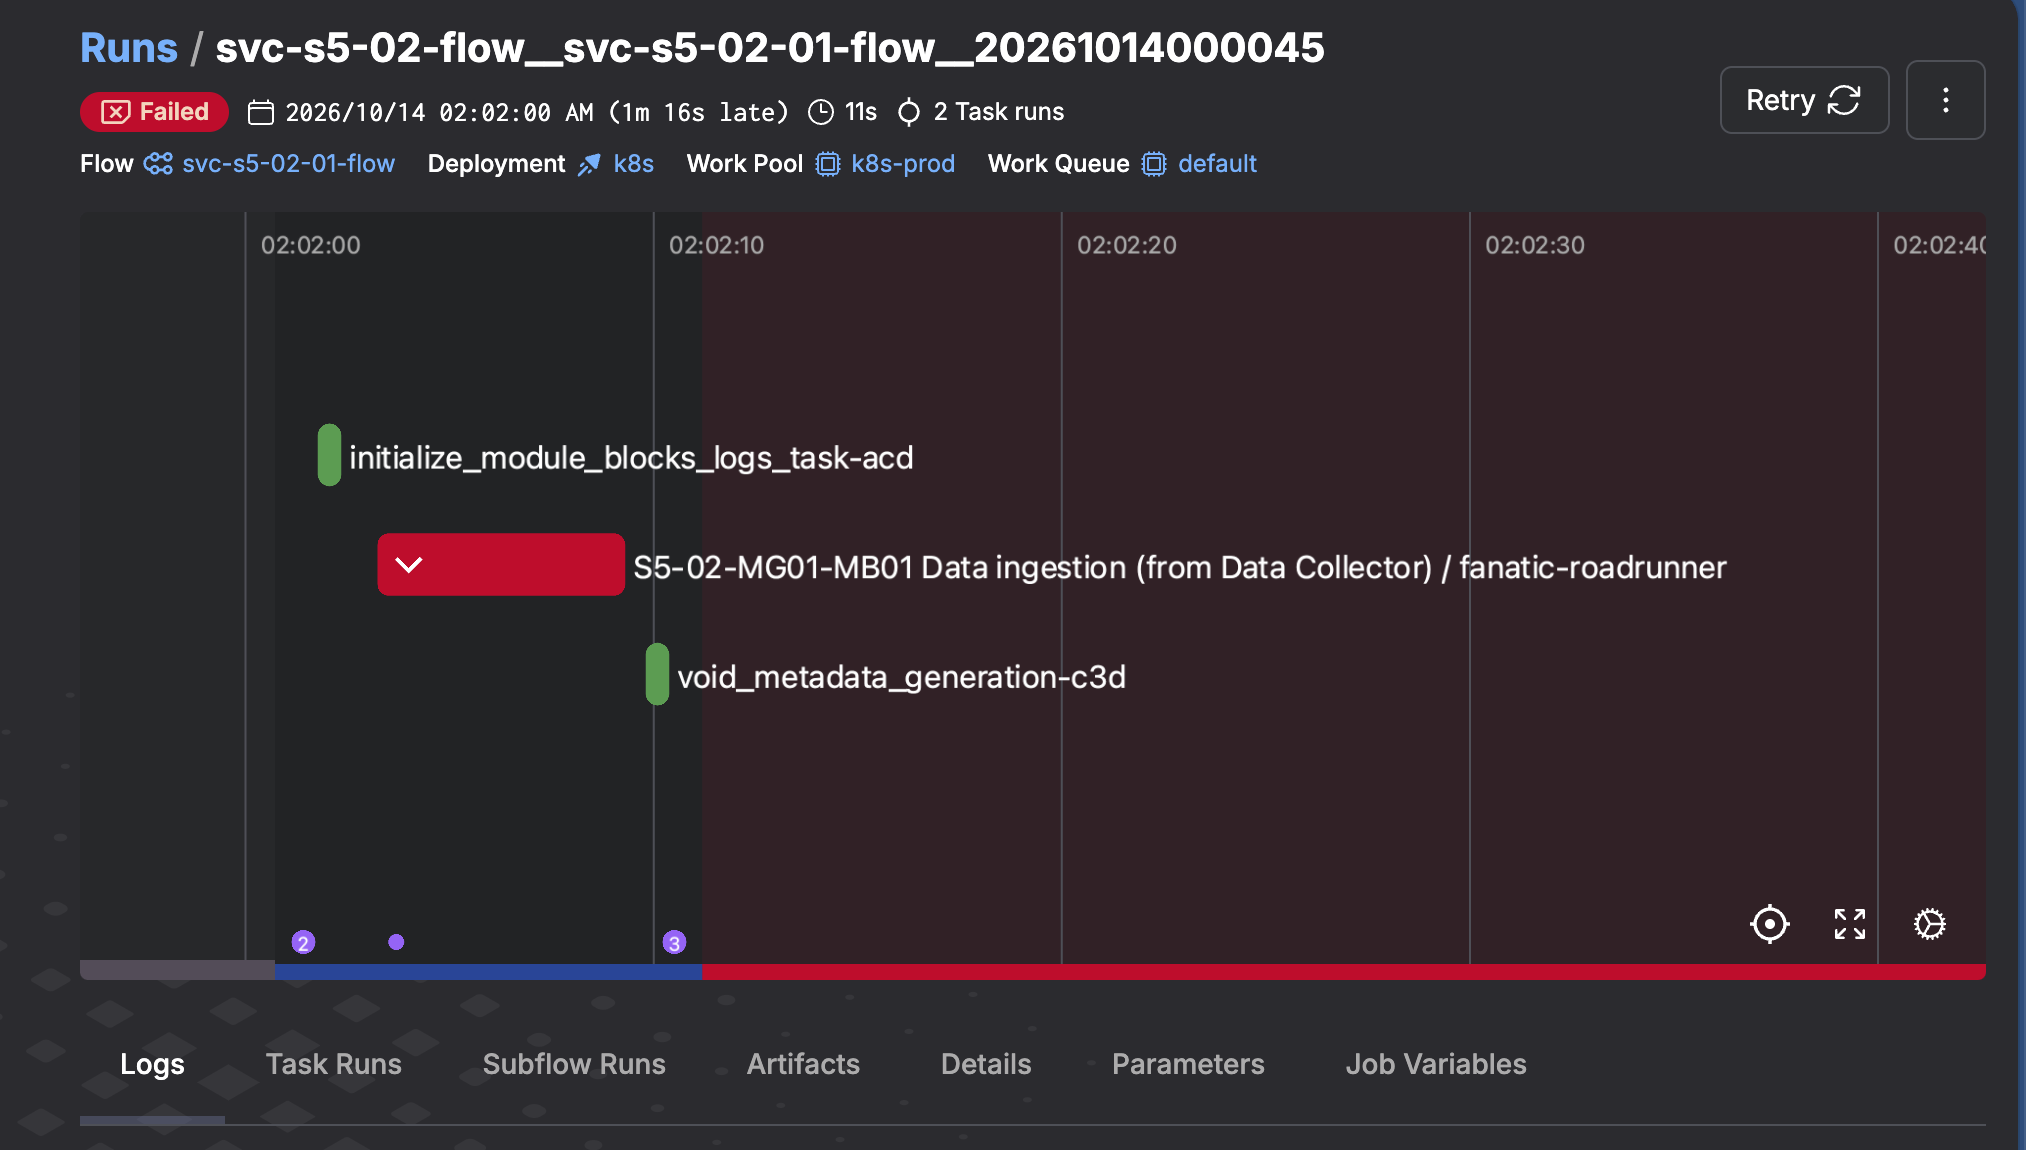 Runs / svc-s5-02-flow__svc-s5-02-01-flow__20261014000045
Failed 2026/10/14 02:02:00 AM (1m 16s late) 11s 2 Task runs
Retry
Flow svc-s5-02-01-flow Deployment k8s Work Pool k8s-prod Work Queue default
02:02:00 02:02:10 02:02:20 02:02:30 02:02:40
initialize_module_blocks_logs_task-acd
S5-02-MG01-MB01 Data ingestion (from Data Collector) / fanatic-roadrunner
void_metadata_generation-c3d
2 3
Logs Task Runs Subflow Runs Artifacts Details Parameters Job Variables